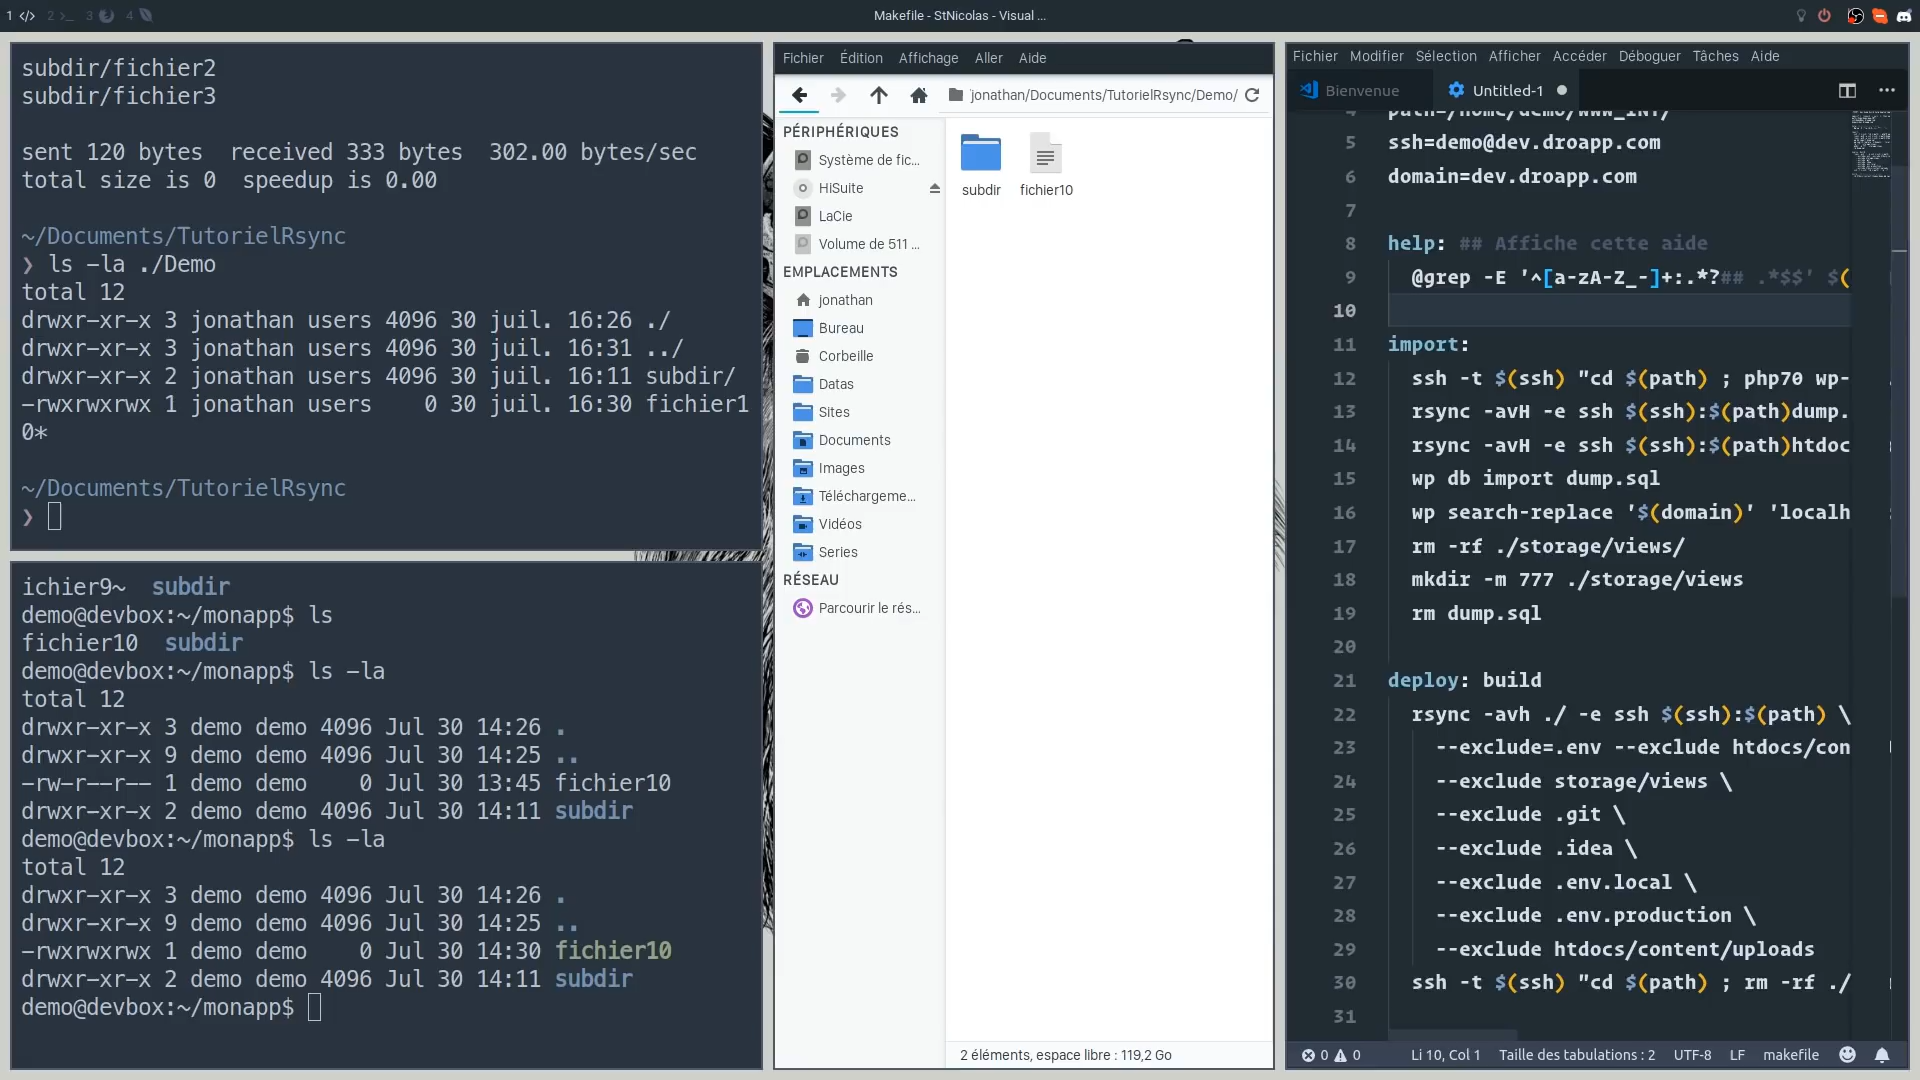 1 </> 2 >_ 3 4
Makefile - StNicolas - Visual ...
subdir/fichier2
subdir/fichier3
sent 120 bytes  received 333 bytes  302.00 bytes/sec
total size is 0  speedup is 0.00
~/Documents/TutorielRsync
❯ ls -la ./Demo
total 12
drwxr-xr-x 3 jonathan users 4096 30 juil. 16:26 ./
drwxr-xr-x 3 jonathan users 4096 30 juil. 16:31 ../
drwxr-xr-x 2 jonathan users 4096 30 juil. 16:11 subdir/
-rwxrwxrwx 1 jonathan users    0 30 juil. 16:30 fichier1
0*
~/Documents/TutorielRsync
❯
ichier9~  subdir
demo@devbox:~/monapp$ ls
fichier10  subdir
demo@devbox:~/monapp$ ls -la
total 12
drwxr-xr-x 3 demo demo 4096 Jul 30 14:26 .
drwxr-xr-x 9 demo demo 4096 Jul 30 14:25 ..
-rw-r--r-- 1 demo demo    0 Jul 30 13:45 fichier10
drwxr-xr-x 2 demo demo 4096 Jul 30 14:11 subdir
demo@devbox:~/monapp$ ls -la
total 12
drwxr-xr-x 3 demo demo 4096 Jul 30 14:26 .
drwxr-xr-x 9 demo demo 4096 Jul 30 14:25 ..
-rwxrwxrwx 1 demo demo    0 Jul 30 14:30 fichier10
drwxr-xr-x 2 demo demo 4096 Jul 30 14:11 subdir
demo@devbox:~/monapp$
Fichier Édition Affichage Aller Aide
jonathan/Documents/TutorielRsync/Demo/
PÉRIPHÉRIQUES
Système de fic...
HiSuite
LaCie
Volume de 511 ...
EMPLACEMENTS
jonathan
Bureau
Corbeille
Datas
Sites
Documents
Images
Téléchargeme...
Vidéos
Series
RÉSEAU
Parcourir le rés...
subdir fichier10
2 éléments, espace libre : 119,2 Go
Fichier Modifier Sélection Afficher Accéder Déboguer Tâches Aide
Bienvenue Untitled-1
4 path=/home/demo/www_INT/
5 ssh=demo@dev.droapp.com
6 domain=dev.droapp.com
7
8 help: ## Affiche cette aide
9 @grep -E '^[a-zA-Z_-]+:.*?## .*$$' $(
10
11 import:
12 ssh -t $(ssh) "cd $(path) ; php70 wp-
13 rsync -avH -e ssh $(ssh):$(path)dump.
14 rsync -avH -e ssh $(ssh):$(path)htdoc
15 wp db import dump.sql
16 wp search-replace '$(domain)' 'localh
17 rm -rf ./storage/views/
18 mkdir -m 777 ./storage/views
19 rm dump.sql
20
21 deploy: build
22 rsync -avh ./ -e ssh $(ssh):$(path) \
23 --exclude=.env --exclude htdocs/con
24 --exclude storage/views \
25 --exclude .git \
26 --exclude .idea \
27 --exclude .env.local \
28 --exclude .env.production \
29 --exclude htdocs/content/uploads
30 ssh -t $(ssh) "cd $(path) ; rm -rf ./
31
0 0 Li 10, Col 1 Taille des tabulations : 2 UTF-8 LF makefile